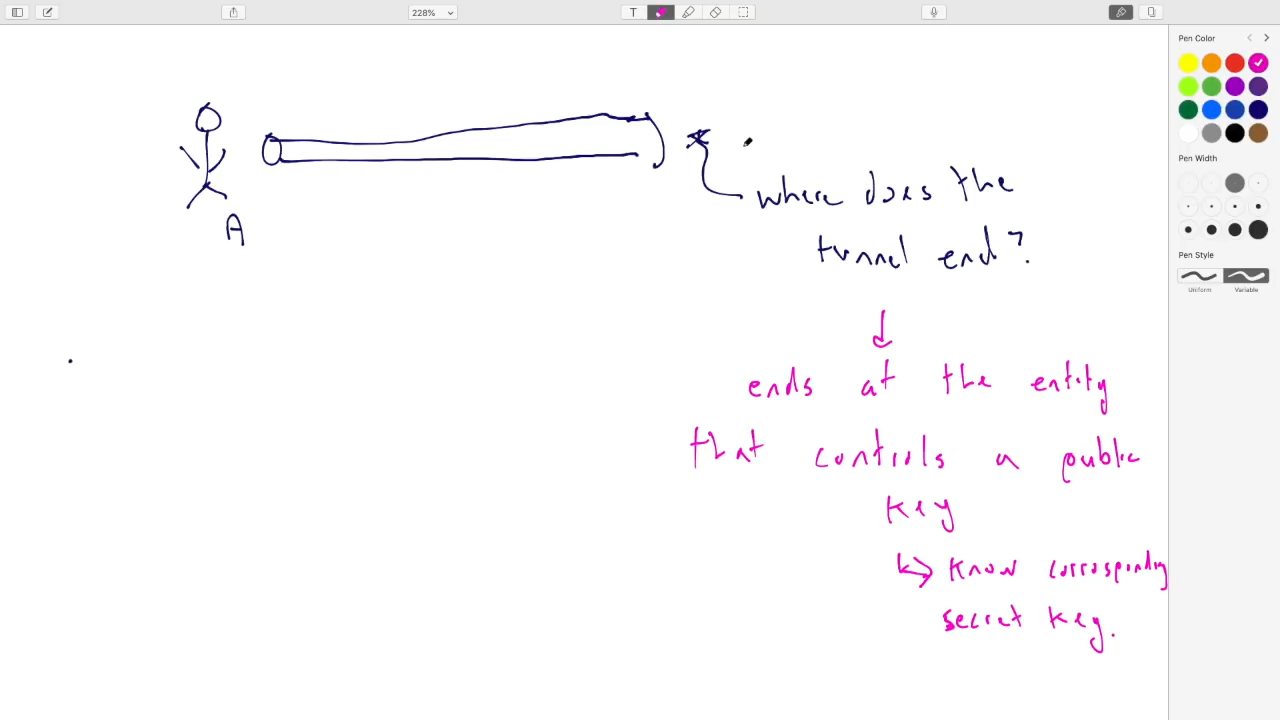 228%
T
Pen Color
A
where does the
tunnel end?
ends at the entity
that controls a public
key
↳ know corrosponding
secret key.
Pen Width
Pen Style
Uniform
Variable